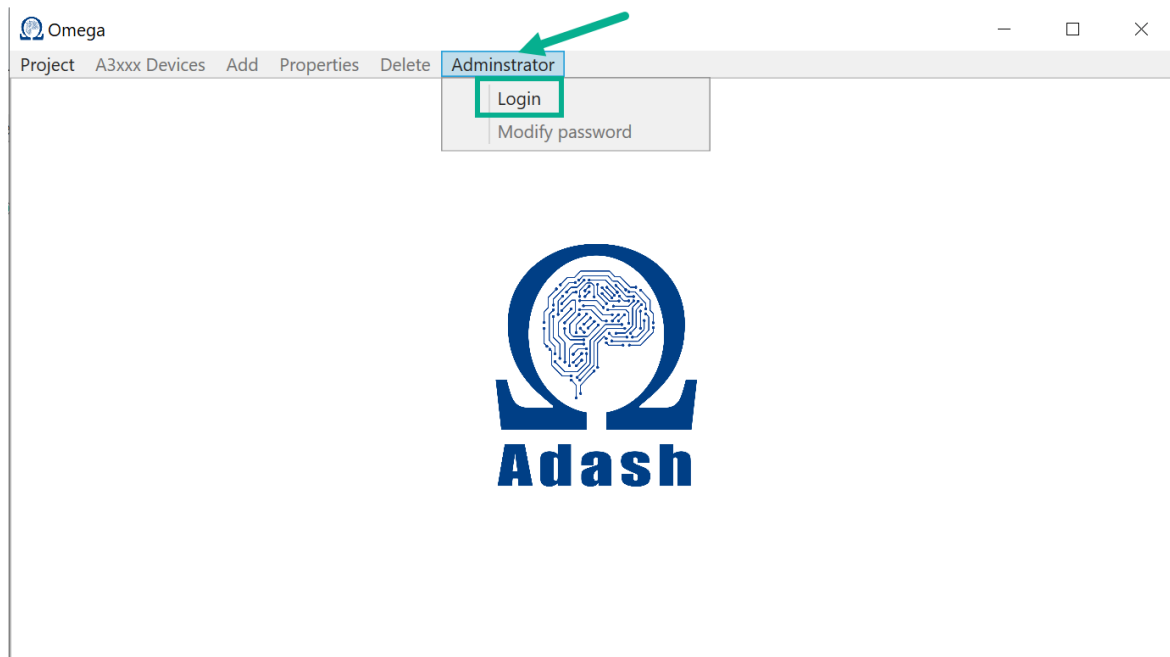 Omega
Project A3xxx Devices Add Properties Delete Adminstrator
Login
Modify password
Adash